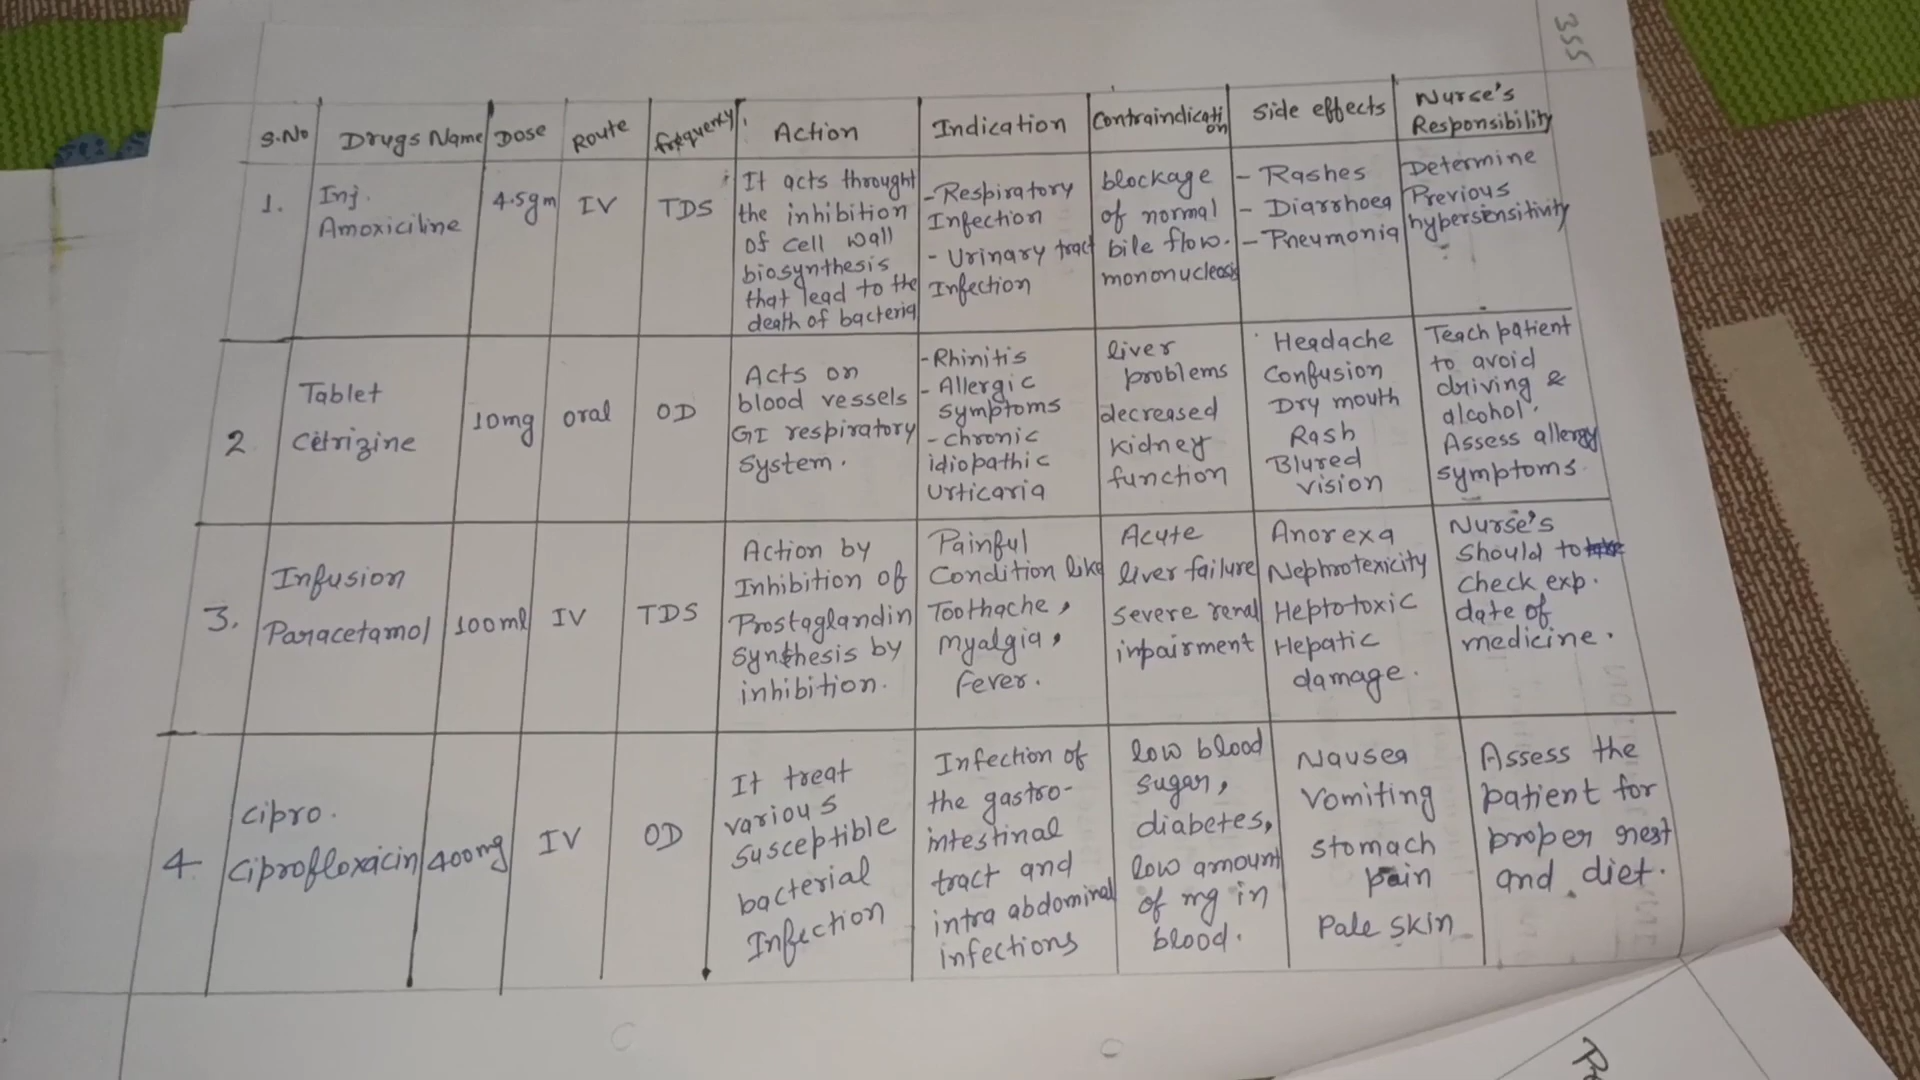 355
S.No
Drugs Name
Dose
Route
frequenty
Action
Indication
Contraindicati
on
Side effects
Nurse's
Responsibility
1.
Inj.
Amoxiciline
4.5gm
IV
TDS
It acts throught
the inhibition
of cell wall
biosynthesis
that lead to the
death of bacteria
- Respiratory
Infection
- Urinary tract
Infection
blockage
of normal
bile flow.
mononucleosis
- Rashes
- Diarrhoea
- Pneumonia
Determine
Previous
hypersensitivity
2.
Tablet
Citrizine
10mg
oral
OD
Acts on
blood vessels
GI respiratory
system.
- Rhinitis
- Allergic
symptoms
- chronic
idiopathic
urticaria
liver
problems
decreased
kidney
function
Headache
Confusion
Dry mouth
Rash
Blured
vision
Teach patient
to avoid
driving &
alcohol.
Assess allergy
symptoms.
3.
Infusion
Paracetamol
100ml
IV
TDS
Action by
Inhibition of
Prostaglandin
Synthesis by
inhibition.
Painful
Condition like
Toothache,
myalgia,
fever.
Acute
liver failure
severe renal
impairment
Anorexa
Nephrotexicity
Heptotoxic
Hepatic
damage.
Nurse's
should to
check exp.
date of
medicine.
4.
Cipro.
Ciprofloxacin
400mg
IV
OD
It treat
various
susceptible
bacterial
Infection
Infection of
the gastro-
intestinal
tract and
intra abdominal
infections
low blood
sugar,
diabetes,
low amount
of mg in
blood.
Nausea
Vomiting
stomach
pain
Pale skin
Assess the
patient for
proper rest
and diet.